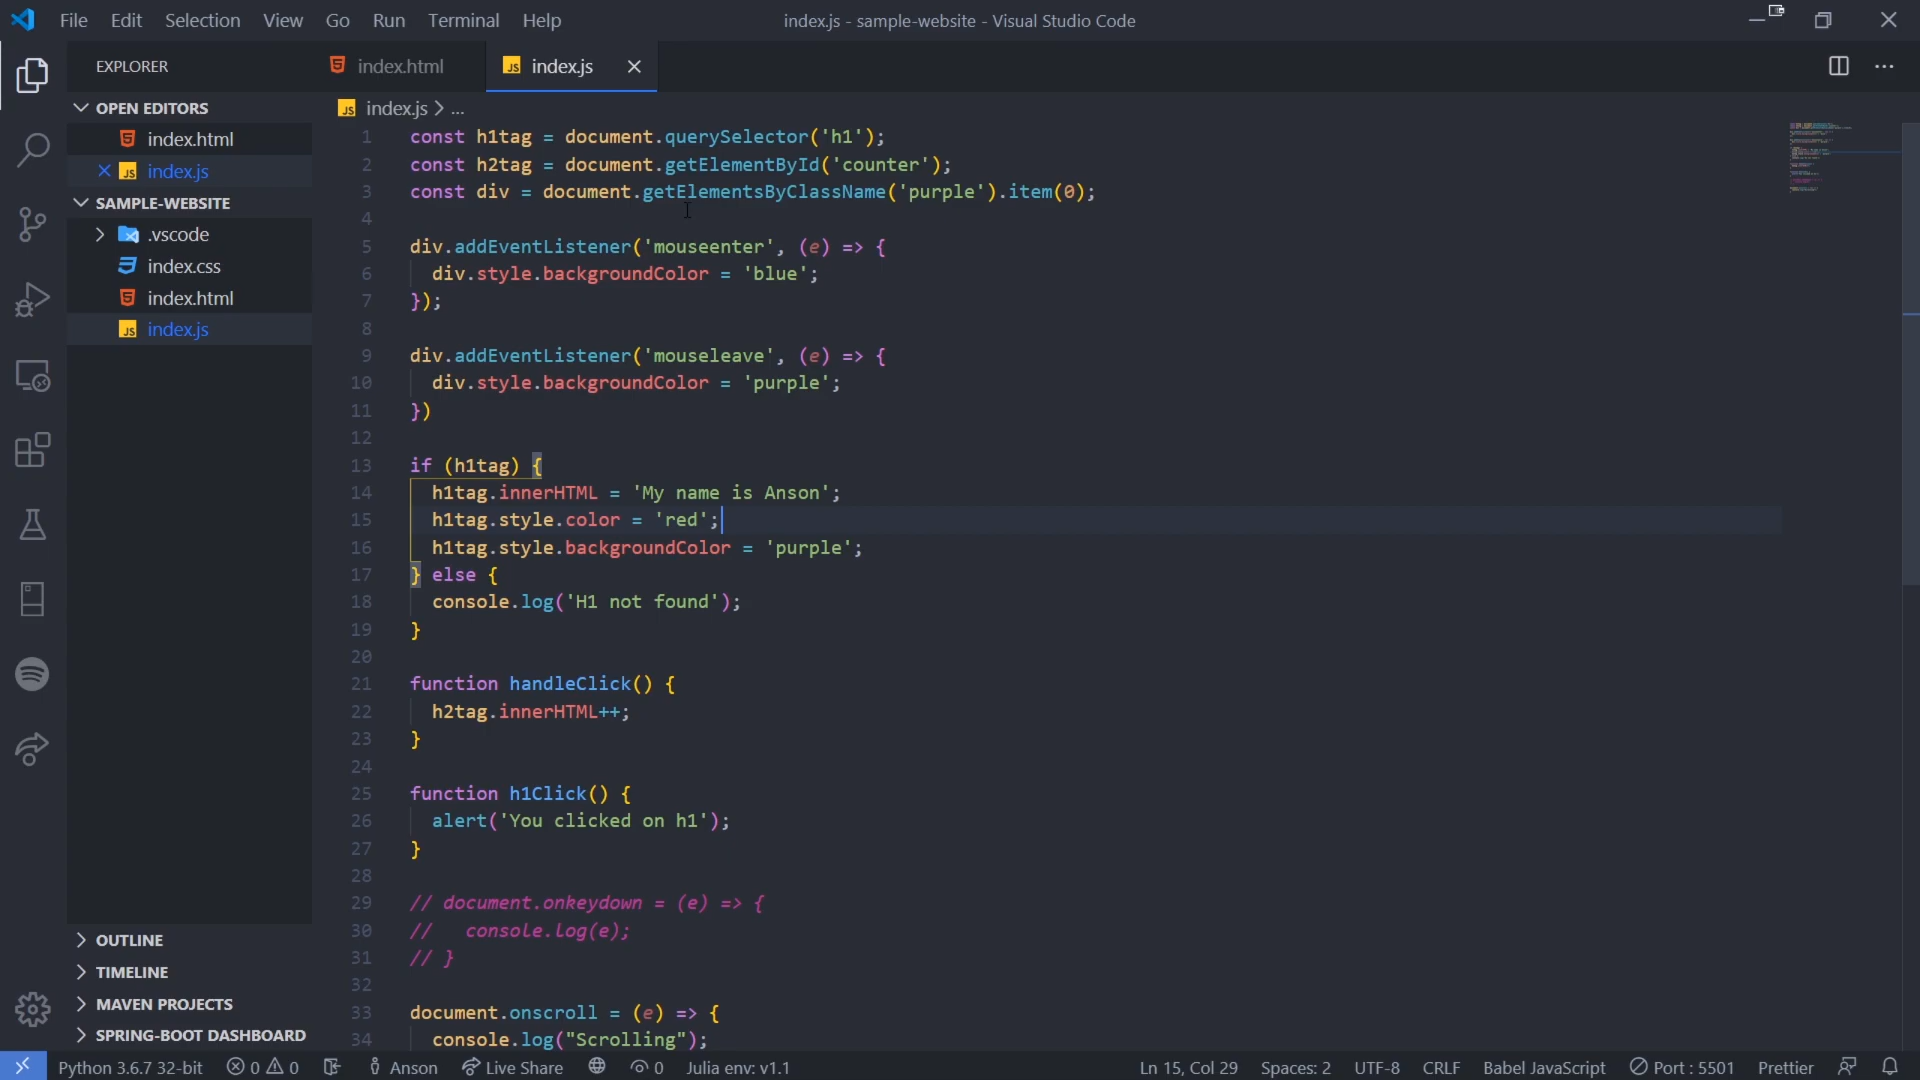 File Edit Selection View Go Run Terminal Help
index.js - sample-website - Visual Studio Code
EXPLORER
index.html
JS index.js
OPEN EDITORS
index.html
JS index.js
SAMPLE-WEBSITE
.vscode
index.css
index.html
JS index.js
OUTLINE
TIMELINE
MAVEN PROJECTS
SPRING-BOOT DASHBOARD
JS index.js > ...
1 const h1tag = document.querySelector('h1');
2 const h2tag = document.getElementById('counter');
3 const div = document.getElementsByClassName('purple').item(0);
4
5 div.addEventListener('mouseenter', (e) => {
6 div.style.backgroundColor = 'blue';
7 });
8
9 div.addEventListener('mouseleave', (e) => {
10 div.style.backgroundColor = 'purple';
11 })
12
13 if (h1tag) {
14 h1tag.innerHTML = 'My name is Anson';
15 h1tag.style.color = 'red';
16 h1tag.style.backgroundColor = 'purple';
17 } else {
18 console.log('H1 not found');
19 }
20
21 function handleClick() {
22 h2tag.innerHTML++;
23 }
24
25 function h1Click() {
26 alert('You clicked on h1');
27 }
28
29 // document.onkeydown = (e) => {
30 // console.log(e);
31 // }
32
33 document.onscroll = (e) => {
34 console.log("Scrolling");
Python 3.6.7 32-bit 0 0 Anson Live Share 0 Julia env: v1.1 Ln 15, Col 29 Spaces: 2 UTF-8 CRLF Babel JavaScript Port : 5501 Prettier